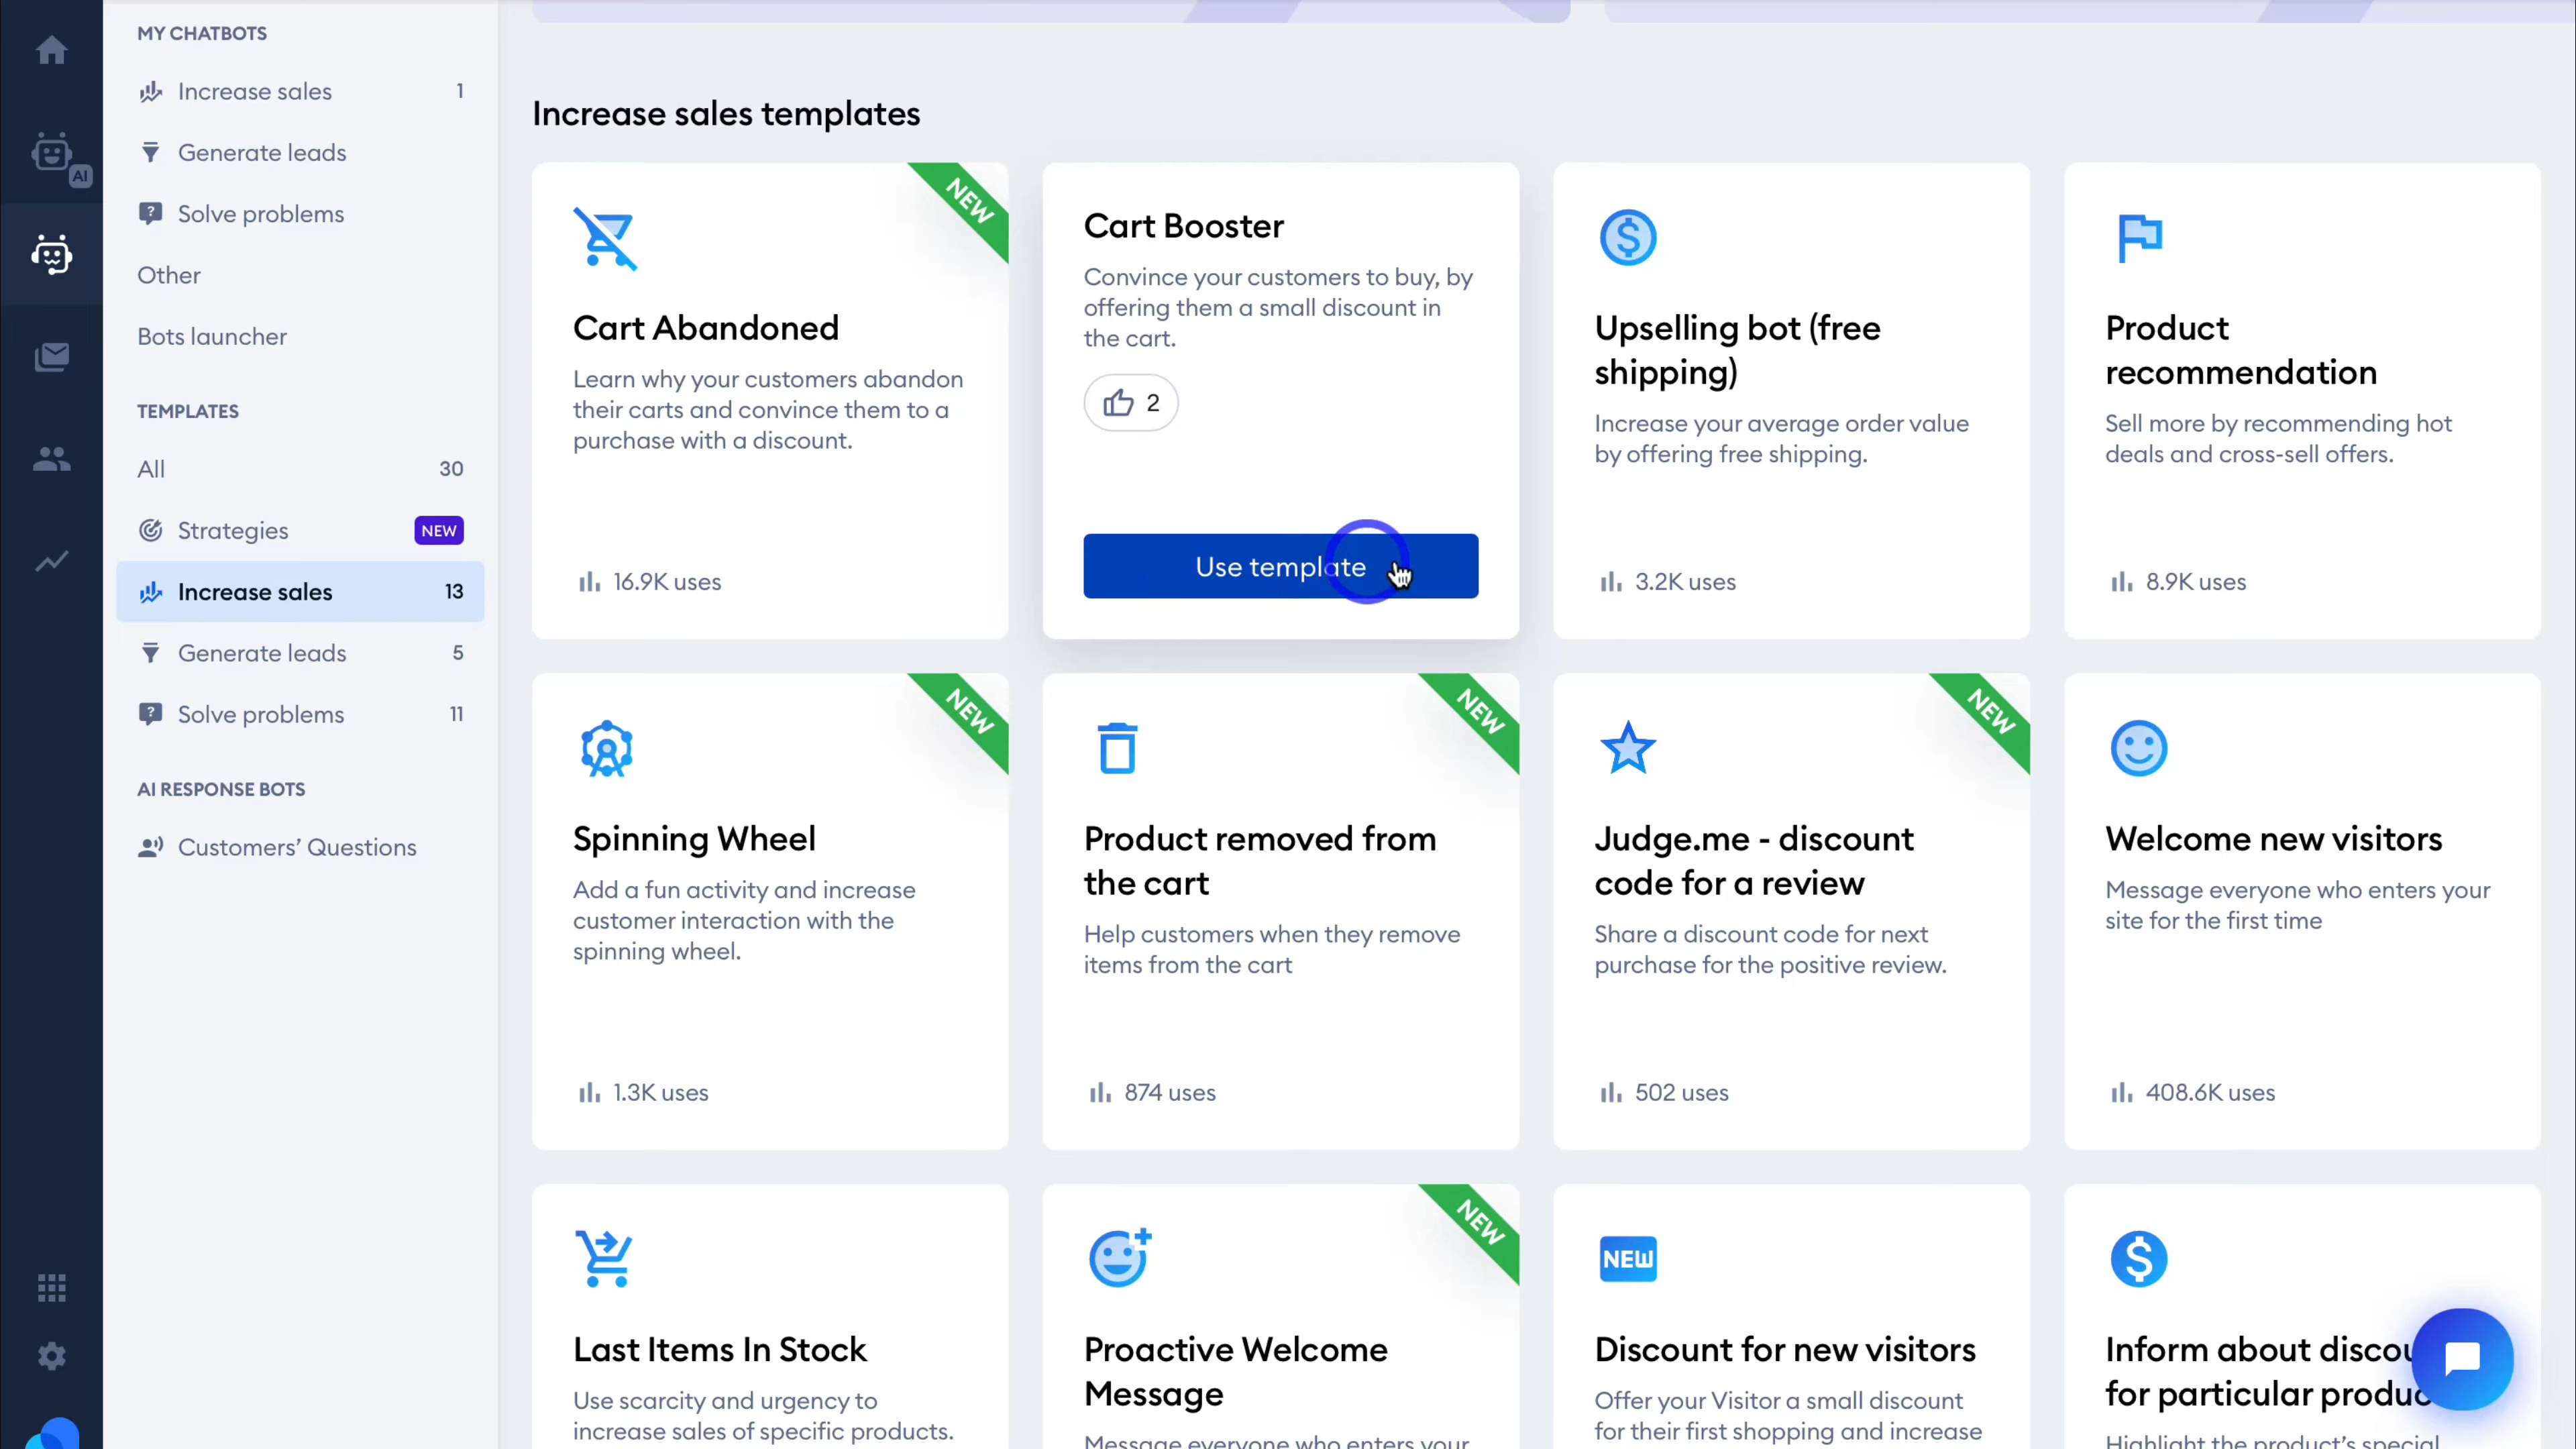 MY CHATBOTS
Increase sales 1
Generate leads
Solve problems
Other
Bots launcher
TEMPLATES
All 30
Strategies NEW
Increase sales 13
Generate leads 5
Solve problems 11
AI RESPONSE BOTS
Customers’ Questions
AI
Increase sales templates
NEW
Cart Abandoned
Learn why your customers abandon
their carts and convince them to a
purchase with a discount.
16.9K uses
Cart Booster
Convince your customers to buy, by
offering them a small discount in
the cart.
2
Use template
Upselling bot (free
shipping)
Increase your average order value
by offering free shipping.
3.2K uses
Product
recommendation
Sell more by recommending hot
deals and cross-sell offers.
8.9K uses
NEW
Spinning Wheel
Add a fun activity and increase
customer interaction with the
spinning wheel.
1.3K uses
NEW
Product removed from
the cart
Help customers when they remove
items from the cart
874 uses
NEW
Judge.me - discount
code for a review
Share a discount code for next
purchase for the positive review.
502 uses
Welcome new visitors
Message everyone who enters your
site for the first time
408.6K uses
Last Items In Stock
Use scarcity and urgency to
increase sales of specific products.
NEW
Proactive Welcome
Message
Message everyone who enters your
NEW
Discount for new visitors
Offer your Visitor a small discount
for their first shopping and increase
Inform about
for particular
Highlight the product’s special